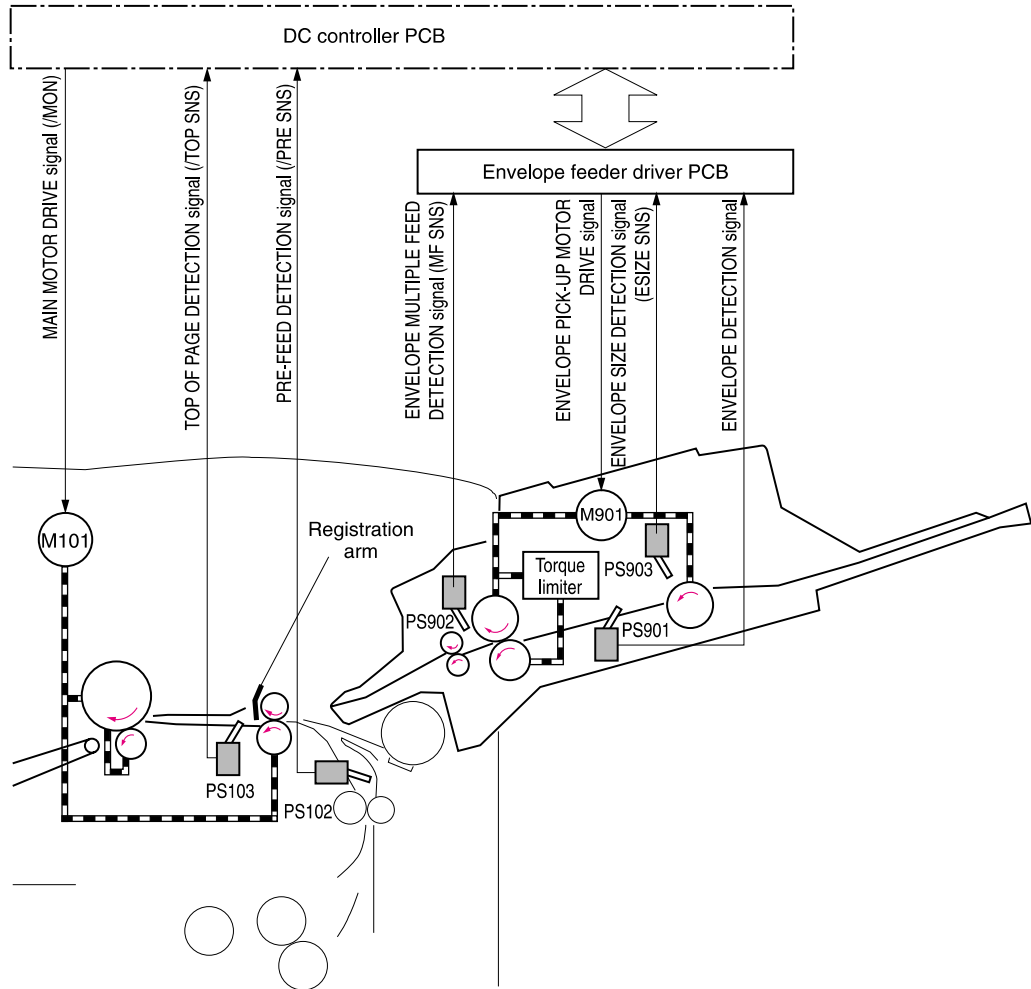 DC controller PCB
Envelope feeder driver PCB
MAIN MOTOR DRIVE signal (/MON)
TOP OF PAGE DETECTION signal (/TOP SNS)
PRE-FEED DETECTION signal (/PRE SNS)
ENVELOPE MULTIPLE FEED
DETECTION signal (MF SNS)
ENVELOPE PICK-UP MOTOR
DRIVE signal
ENVELOPE SIZE DETECTION signal
(ESIZE SNS)
ENVELOPE DETECTION signal
M101
Registration
arm
M901
PS903
Torque
limiter
PS902
PS901
PS103
PS102